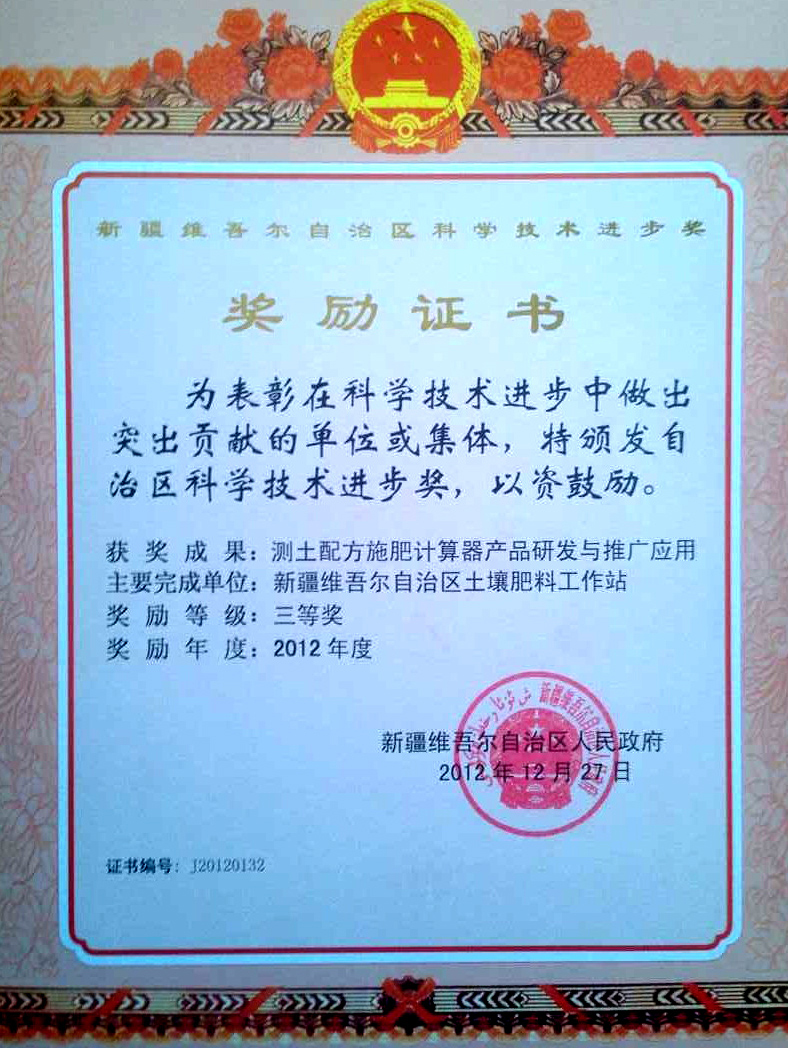 新疆维吾尔自治区科学技术进步奖
奖励证书
为表彰在科学技术进步中做出
突出贡献的单位或集体，特颁发自
治区科学技术进步奖，以资鼓励。
获奖成果：测土配方施肥计算器产品研发与推广应用
主要完成单位：新疆维吾尔自治区土壤肥料工作站
奖励等级：三等奖
奖励年度：2012年度
新疆维吾尔自治区人民政府
2012年12月27日
证书编号：J20120132